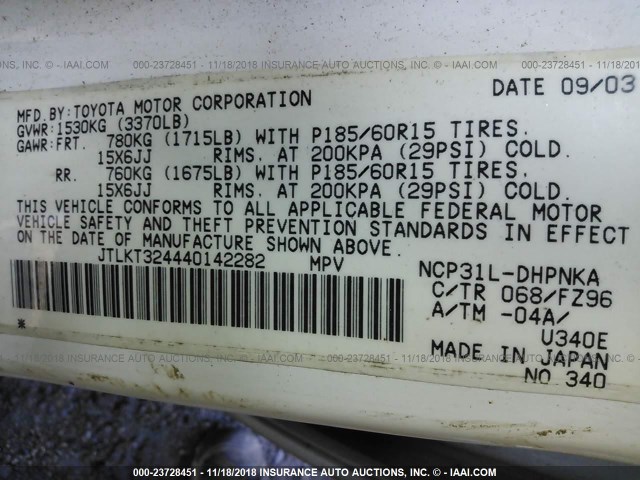 000-23728451 - 11/18/2018 INSURANCE AUTO AUCTIONS, INC. © - IAAI.COM
DATE 09/03
MFD.BY:TOYOTA MOTOR CORPORATION
GVWR:1530KG (3370LB)
GAWR:FRT. 780KG (1715LB) WITH P185/60R15 TIRES.
15X6JJ RIMS. AT 200KPA (29PSI) COLD.
RR. 760KG (1675LB) WITH P185/60R15 TIRES.
15X6JJ RIMS. AT 200KPA (29PSI) COLD.
THIS VEHICLE CONFORMS TO ALL APPLICABLE FEDERAL MOTOR
VEHICLE SAFETY AND THEFT PREVENTION STANDARDS IN EFFECT
ON THE DATE OF MANUFACTURE SHOWN ABOVE.
JTLKT324440142282 MPV
NCP31L-DHPNKA
C/TR 068/FZ96
A/TM -04A/
U340E
MADE IN JAPAN
NO 340
000-23728451 - 11/18/2018 INSURANCE AUTO AUCTIONS, INC. © - IAAI.COM
000-23728451 - 11/18/2018 INSURANCE AUTO AUCTIONS, INC. © - IAAI.COM